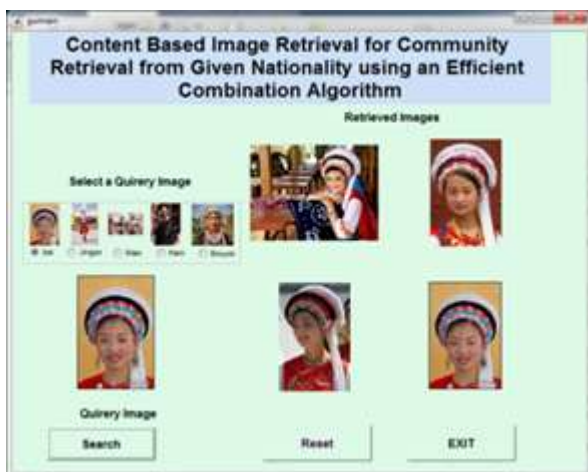 Content Based Image Retrieval for Community
Retrieval from Given Nationality using an Efficient
Combination Algorithm
Retrieved Images
Select a Quirery Image
Quirery Image
Search
Reset
EXIT